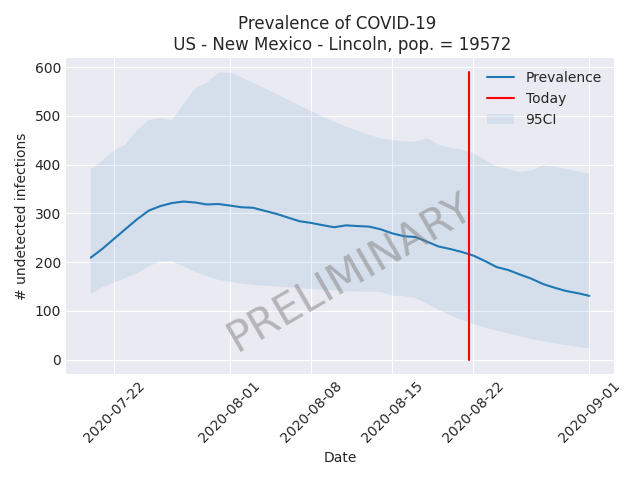 Prevalence of COVID-19
US - New Mexico - Lincoln, pop. = 19572
600
500
400
300
200
100
0
# undetected infections
Prevalence
Today
95CI
PRELIMINARY
2020-07-22
2020-08-01
2020-08-08
2020-08-15
2020-08-22
2020-09-01
Date